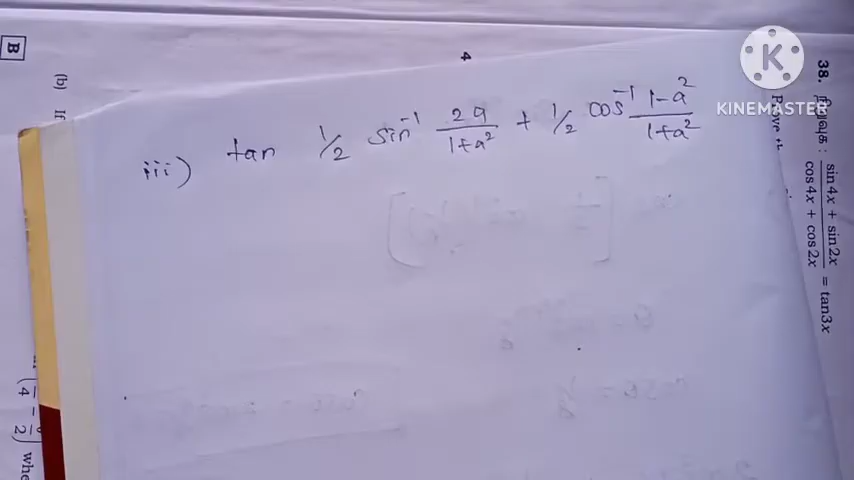 4
iii) tan 1/2 sin⁻¹ 2a/1+a² + 1/2 cos⁻¹ 1-a²/1+a²
K
KINEMASTER
38. நிறுவுக : sin4x + sin2x / cos4x + cos2x = tan3x
B
(b)